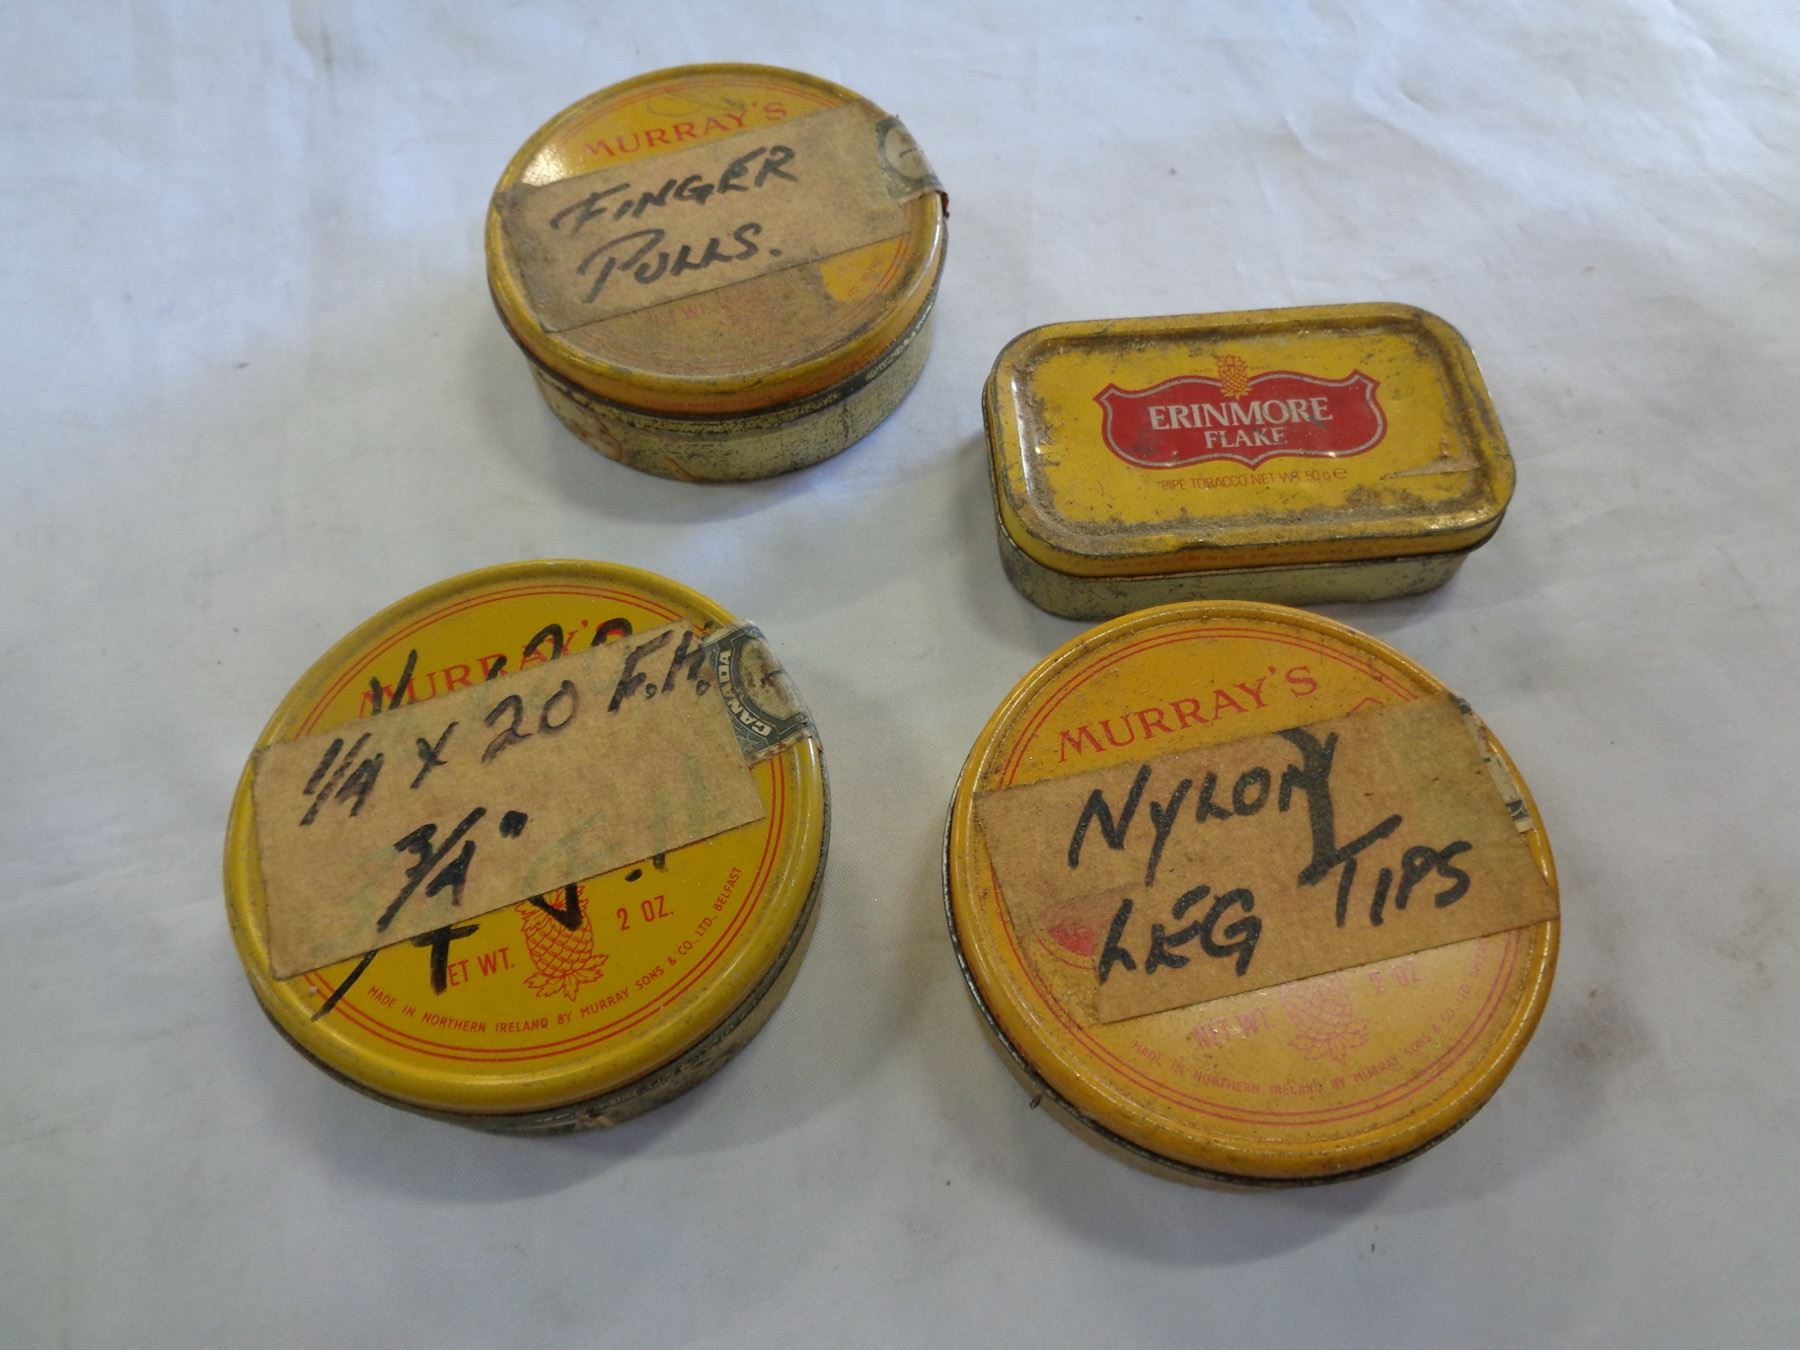 MURRAY'S
FINGER
PULLS.
ERINMORE
FLAKE
PIPE TOBACCO NET WT 50g e
MURRAY'S
1/4 x 20 F.H.
3/4"
CANADA
NET WT. 2 OZ.
MADE IN NORTHERN IRELAND BY MURRAY SONS & CO., LTD., BELFAST
MURRAY'S
NYLON
LEG TIPS
NET WT. 2 OZ
MADE IN NORTHERN IRELAND BY MURRAY SONS & CO., LTD.